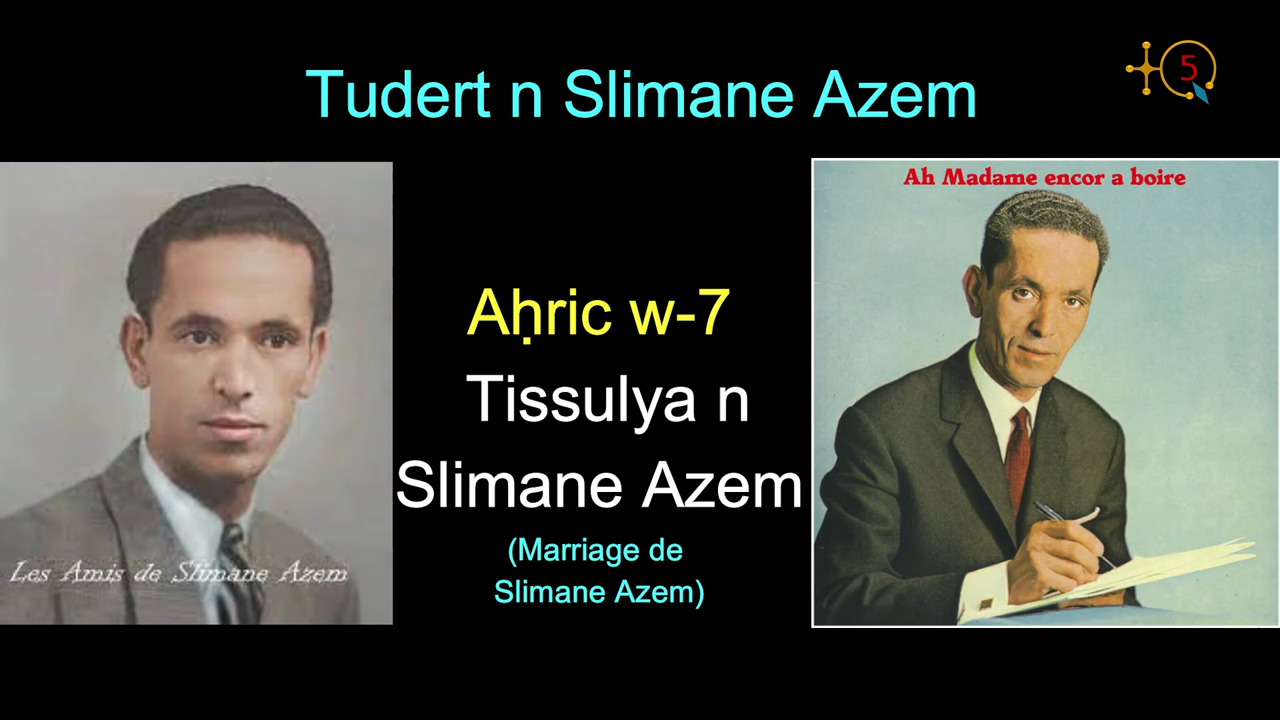 5
Tudert n Slimane Azem
Ah Madame encor a boire
Aḥric w-7
Tissulya n
Slimane Azem
(Marriage de
Slimane Azem)
Les Amis de Slimane Azem